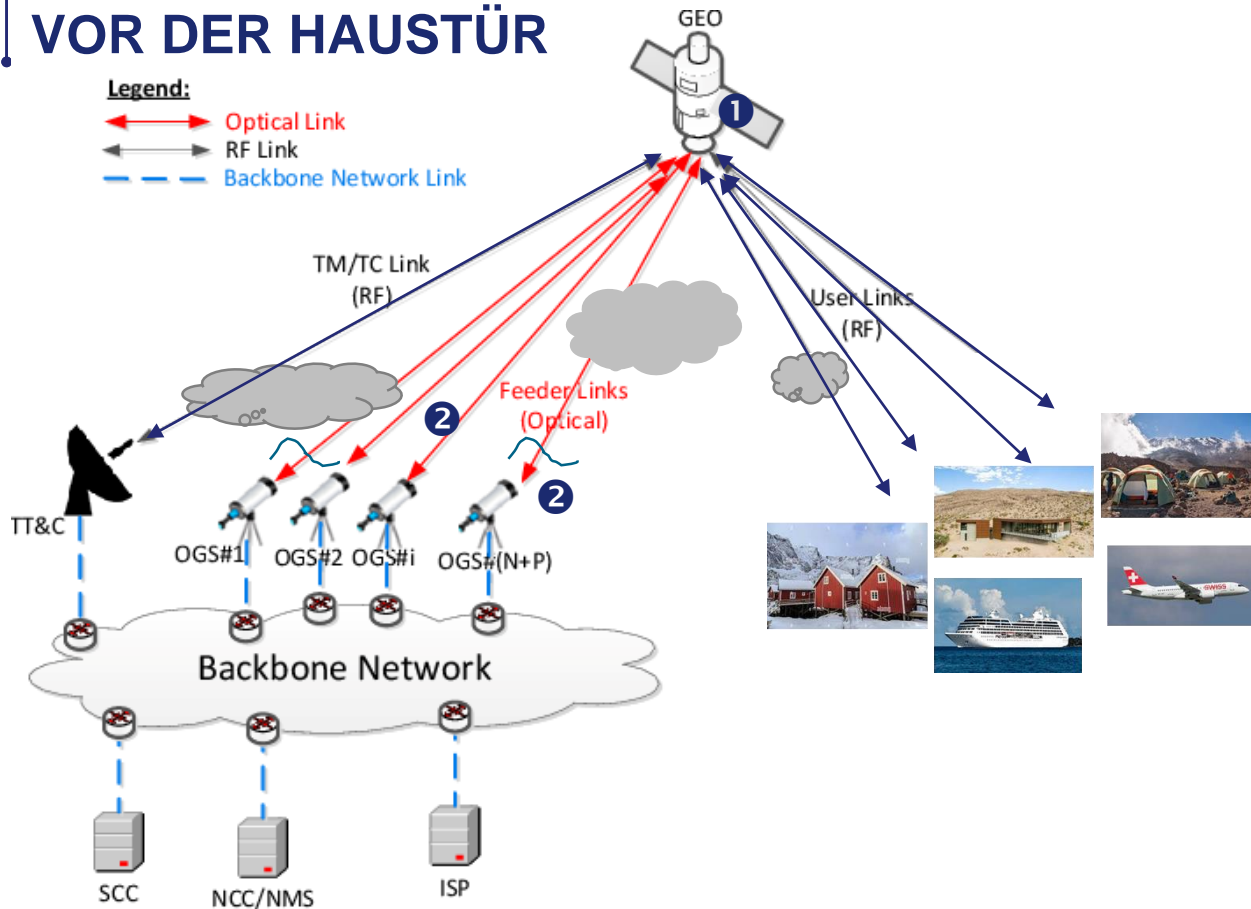 VOR DER HAUSTÜR
GEO
1
Legend:
Optical Link
RF Link
Backbone Network Link
TM/TC Link
(RF)
User Links
(RF)
Feeder Links
(Optical)
2
2
TT&C
OGS#1
OGS#2
OGS#i
OGS#(N+P)
SWISS
Backbone Network
SCC
NCC/NMS
ISP